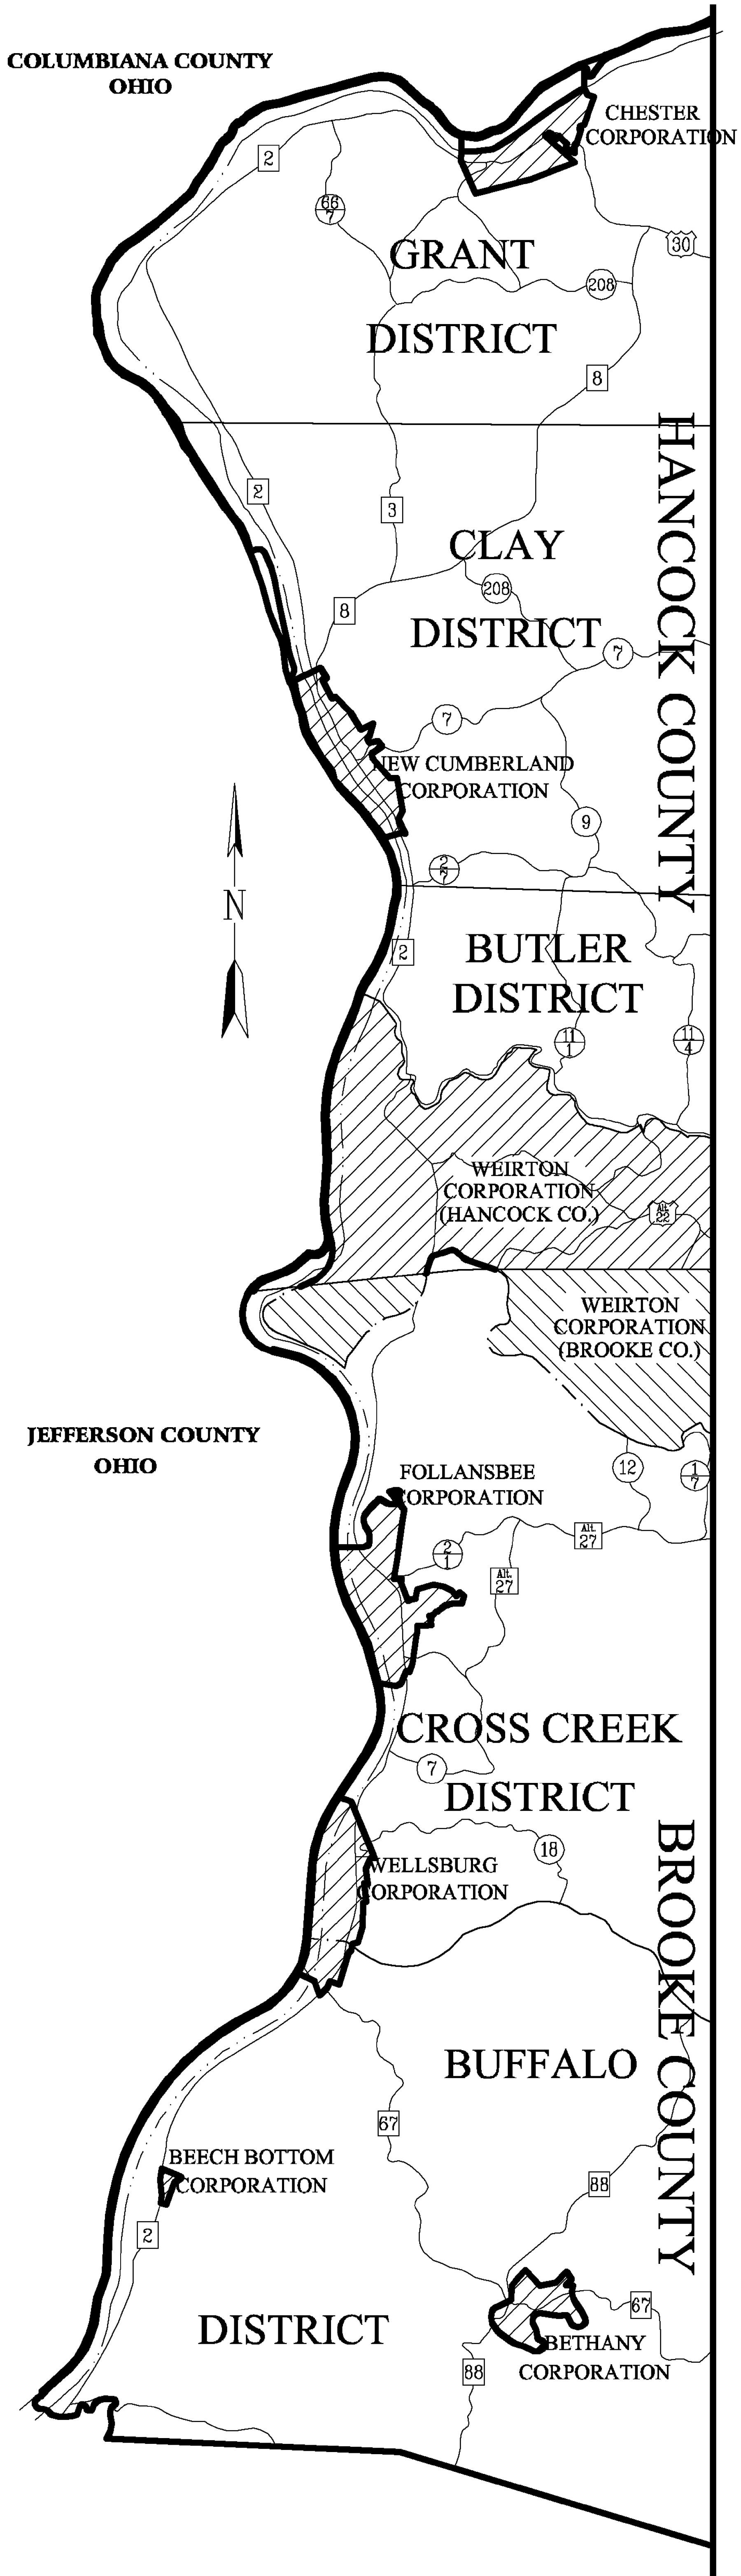 COLUMBIANA COUNTY
OHIO
CHESTER
CORPORATION
2
66
7
GRANT
30
208
DISTRICT
8
HANCOCK COUNTY
2
3
CLAY
208
8
DISTRICT
7
7
NEW CUMBERLAND
CORPORATION
9
2
7
N
BUTLER
2
DISTRICT
11
1
11
4
WEIRTON
CORPORATION
(HANCOCK CO.)
Alt.
22
WEIRTON
CORPORATION
(BROOKE CO.)
JEFFERSON COUNTY
OHIO
FOLLANSBEE
CORPORATION
12
1
7
Alt.
27
2
1
Alt.
27
CROSS CREEK
7
DISTRICT
BROOKE COUNTY
18
WELLSBURG
CORPORATION
BUFFALO
67
BEECH BOTTOM
CORPORATION
88
2
67
DISTRICT
BETHANY
CORPORATION
88